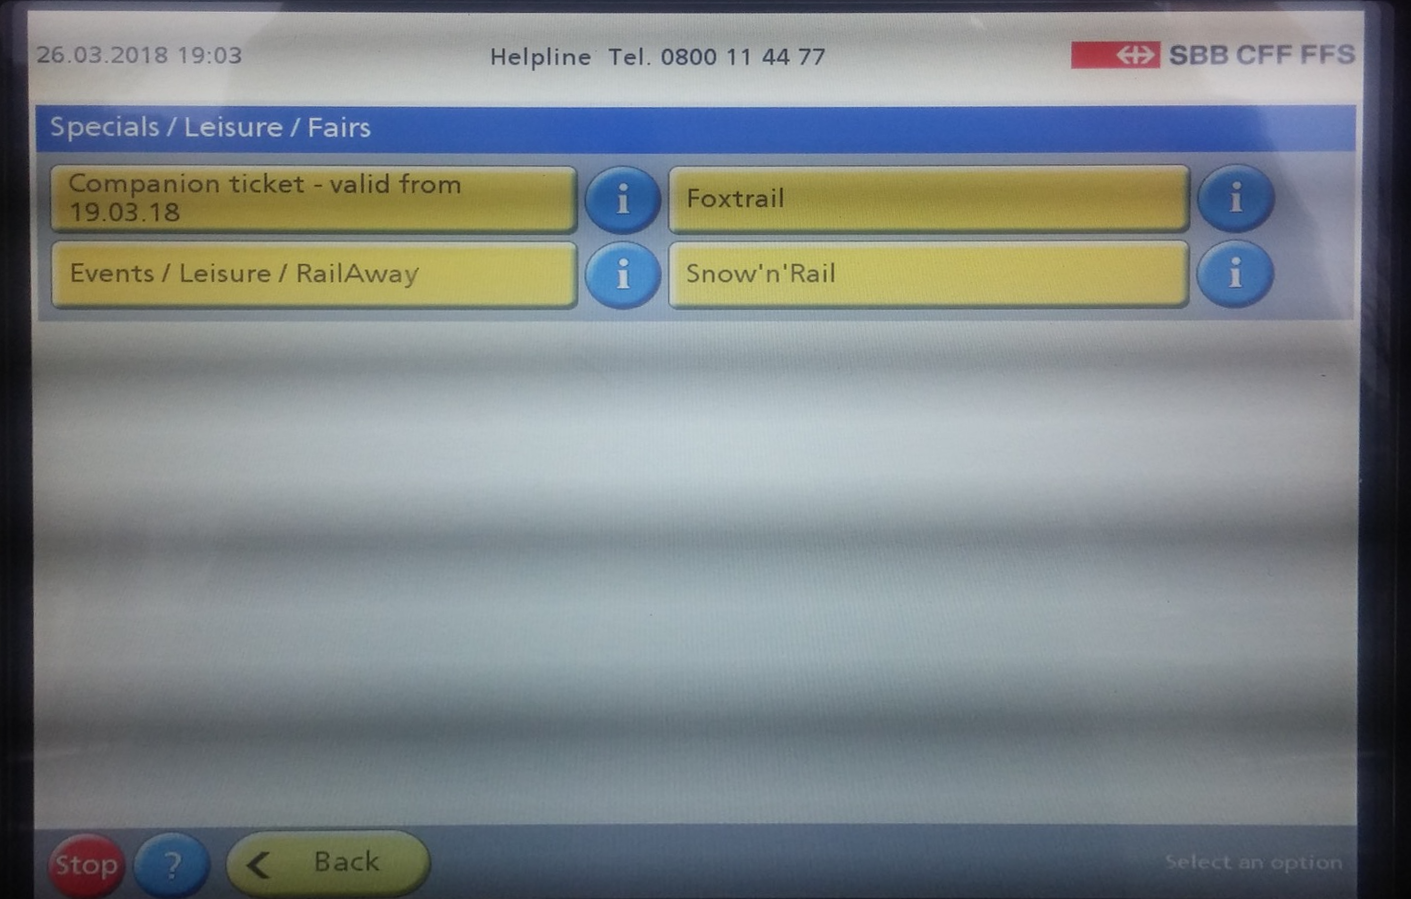 26.03.2018 19:03
Helpline Tel. 0800 11 44 77
SBB CFF FFS
Specials / Leisure / Fairs
Companion ticket - valid from
19.03.18
i
Foxtrail
i
Events / Leisure / RailAway
i
Snow'n'Rail
i
Stop
?
Back
Select an option